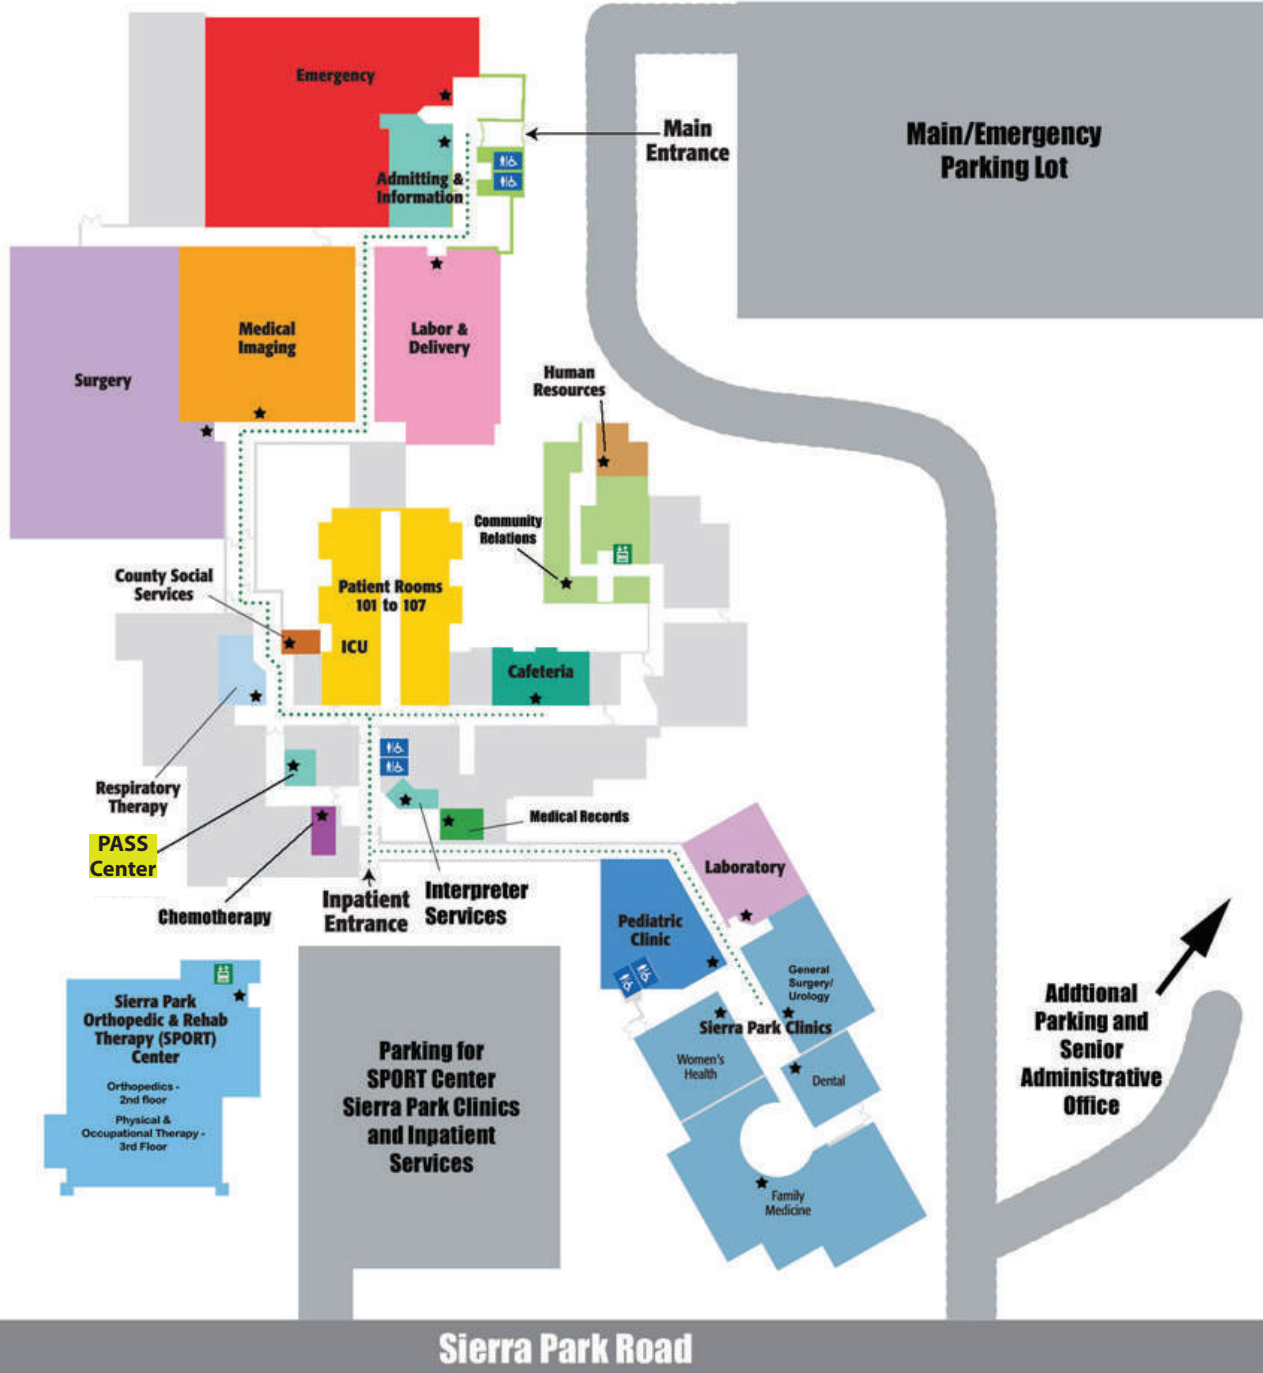 Emergency
Main
Entrance
Main/Emergency
Parking Lot
Admitting &
Information
Medical
Imaging
Labor &
Delivery
Surgery
Human
Resources
Community
Relations
County Social
Services
Patient Rooms
101 to 107
ICU
Cafeteria
Respiratory
Therapy
PASS
Center
Medical Records
Chemotherapy
Inpatient
Entrance
Interpreter
Services
Laboratory
Pediatric
Clinic
General
Surgery/
Urology
Sierra Park Clinics
Women's
Health
Dental
Family
Medicine
Sierra Park
Orthopedic & Rehab
Therapy (SPORT)
Center
Orthopedics -
2nd floor
Physical &
Occupational Therapy -
3rd Floor
Parking for
SPORT Center
Sierra Park Clinics
and Inpatient
Services
Addtional
Parking and
Senior
Administrative
Office
Sierra Park Road